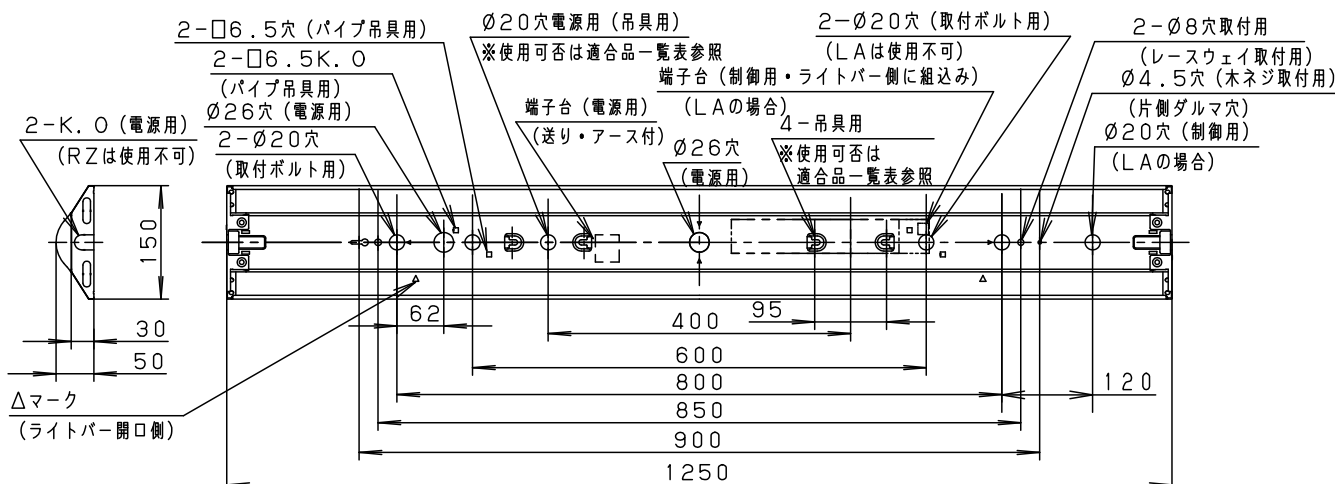 2-□6.5穴(パイプ吊具用)
2-□6.5K.O
(パイプ吊具用)
Ø26穴(電源用)
2-K.O(電源用)
(RZは使用不可)
2-Ø20穴
(取付ボルト用)
Ø20穴電源用(吊具用)
※使用可否は適合品一覧表参照
端子台(電源用)
(送り・アース付)
Ø26穴
(電源用)
2-Ø20穴(取付ボルト用)
(LAは使用不可)
端子台(制御用・ライトバー側に組込み)
(LAの場合)
4-吊具用
※使用可否は
適合品一覧表参照
2-Ø8穴取付用
(レースウェイ取付用)
Ø4.5穴(木ネジ取付用)
(片側ダルマ穴)
Ø20穴(制御用)
(LAの場合)
150
30
50
62
400
95
600
800
120
850
900
1250
△マーク
(ライトバー開口側)